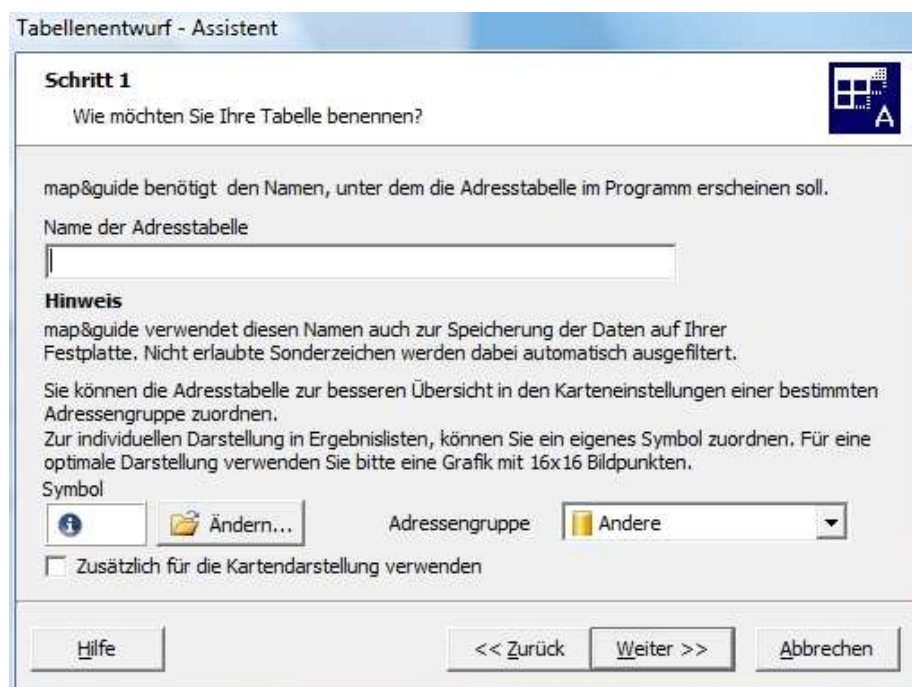 Tabellenentwurf - Assistent
Schritt 1
Wie möchten Sie Ihre Tabelle benennen?
A
map&guide benötigt den Namen, unter dem die Adresstabelle im Programm erscheinen soll.
Name der Adresstabelle
Hinweis
map&guide verwendet diesen Namen auch zur Speicherung der Daten auf Ihrer
Festplatte. Nicht erlaubte Sonderzeichen werden dabei automatisch ausgefiltert.
Sie können die Adresstabelle zur besseren Übersicht in den Karteneinstellungen einer bestimmten
Adressengruppe zuordnen.
Zur individuellen Darstellung in Ergebnislisten, können Sie ein eigenes Symbol zuordnen. Für eine
optimale Darstellung verwenden Sie bitte eine Grafik mit 16x16 Bildpunkten.
Symbol
Ändern... Adressengruppe Andere
Zusätzlich für die Kartendarstellung verwenden
Hilfe << Zurück Weiter >> Abbrechen